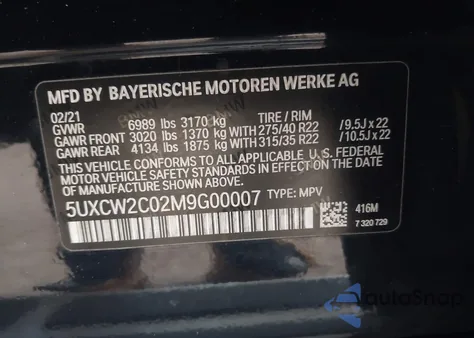 MFD BY BAYERISCHE MOTOREN WERKE AG
02/21 TIRE / RIM
GVWR 6989 lbs 3170 kg
GAWR FRONT 3020 lbs 1370 kg WITH 275/40 R22 /9.5J x 22
GAWR REAR 4134 lbs 1875 kg WITH 315/35 R22 /10.5J x 22
THIS VEHICLE CONFORMS TO ALL APPLICABLE U.S. FEDERAL
MOTOR VEHICLE SAFETY STANDARDS IN EFFECT ON THE DATE
OF MANUFACTURE SHOWN ABOVE.
5UXCW2C02M9G00007 TYPE: MPV
416M
7 320 729
AutoSnap